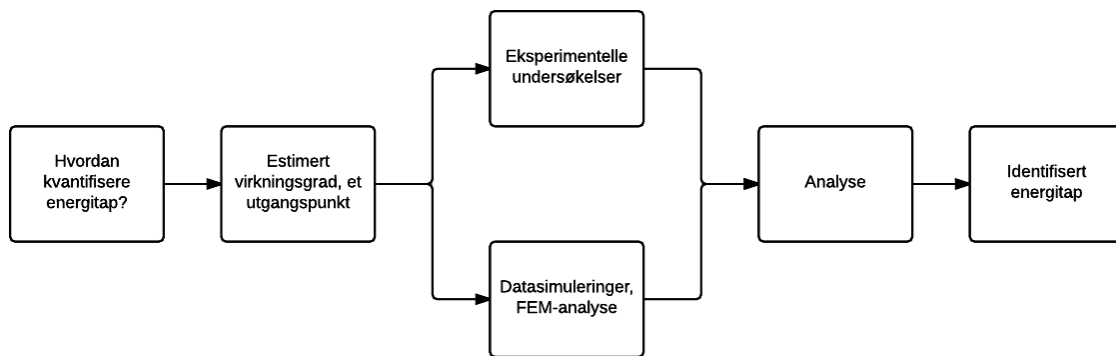 Hvordan
kvantifisere
energitap?
Estimert
virkningsgrad, et
utgangspunkt
Eksperimentelle
undersøkelser
Datasimuleringer,
FEM-analyse
Analyse
Identifisert
energitap